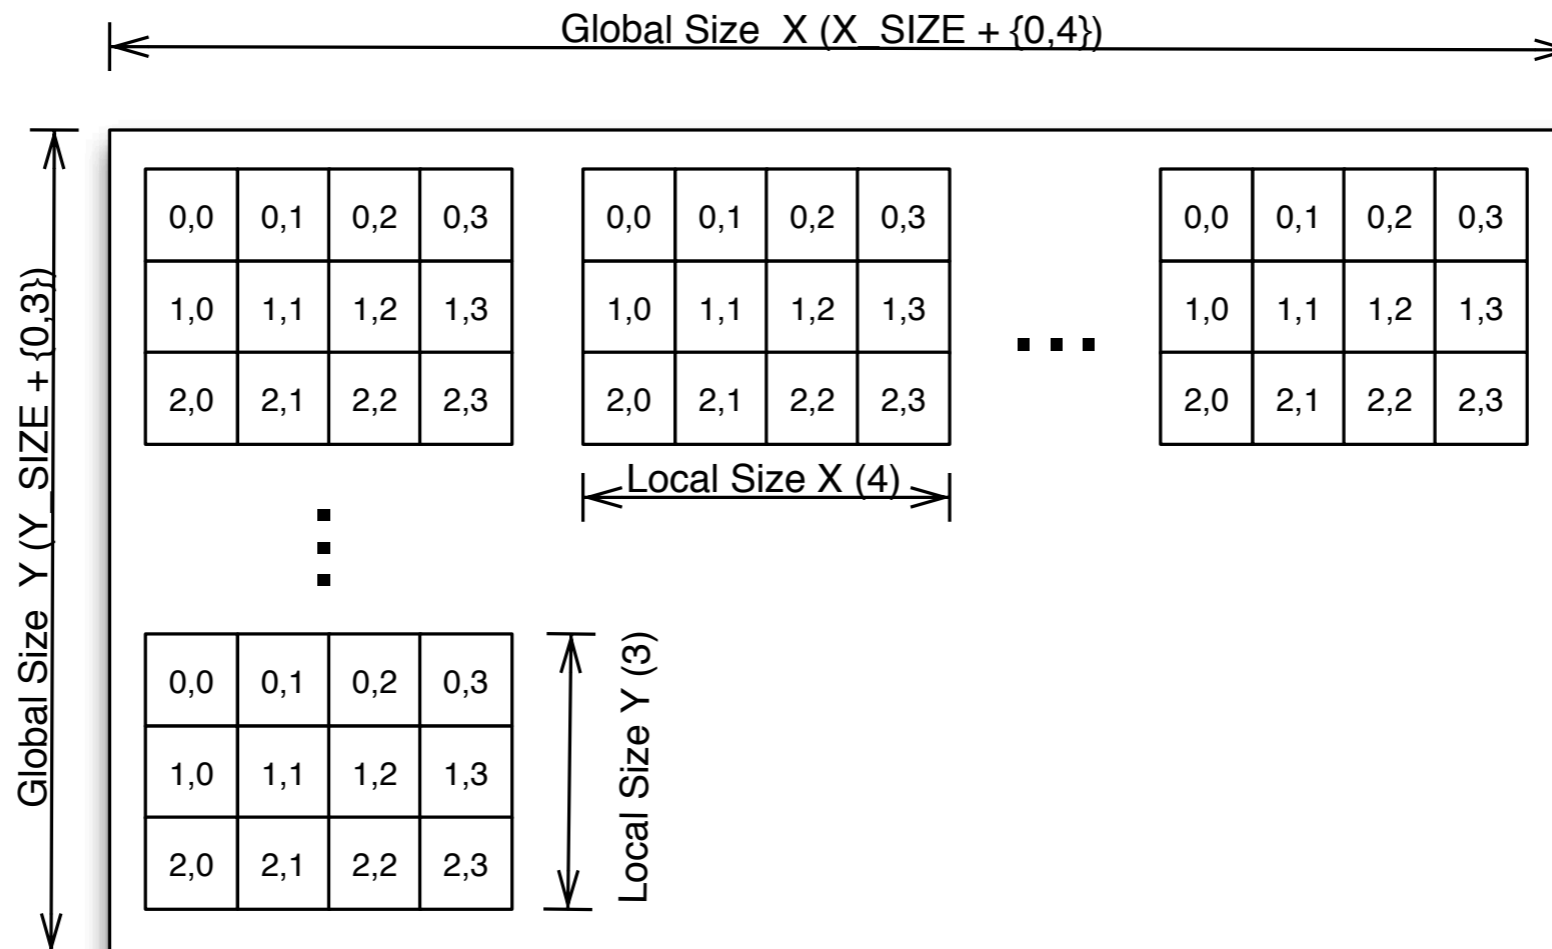 Global Size X (X_SIZE + {0,4})
Global Size Y (Y_SIZE + {0,3})
0,0 0,1 0,2 0,3 0,0 0,1 0,2 0,3 0,0 0,1 0,2 0,3
1,0 1,1 1,2 1,3 1,0 1,1 1,2 1,3 1,0 1,1 1,2 1,3
2,0 2,1 2,2 2,3 2,0 2,1 2,2 2,3 2,0 2,1 2,2 2,3
Local Size X (4)
0,0 0,1 0,2 0,3
1,0 1,1 1,2 1,3
2,0 2,1 2,2 2,3
Local Size Y (3)